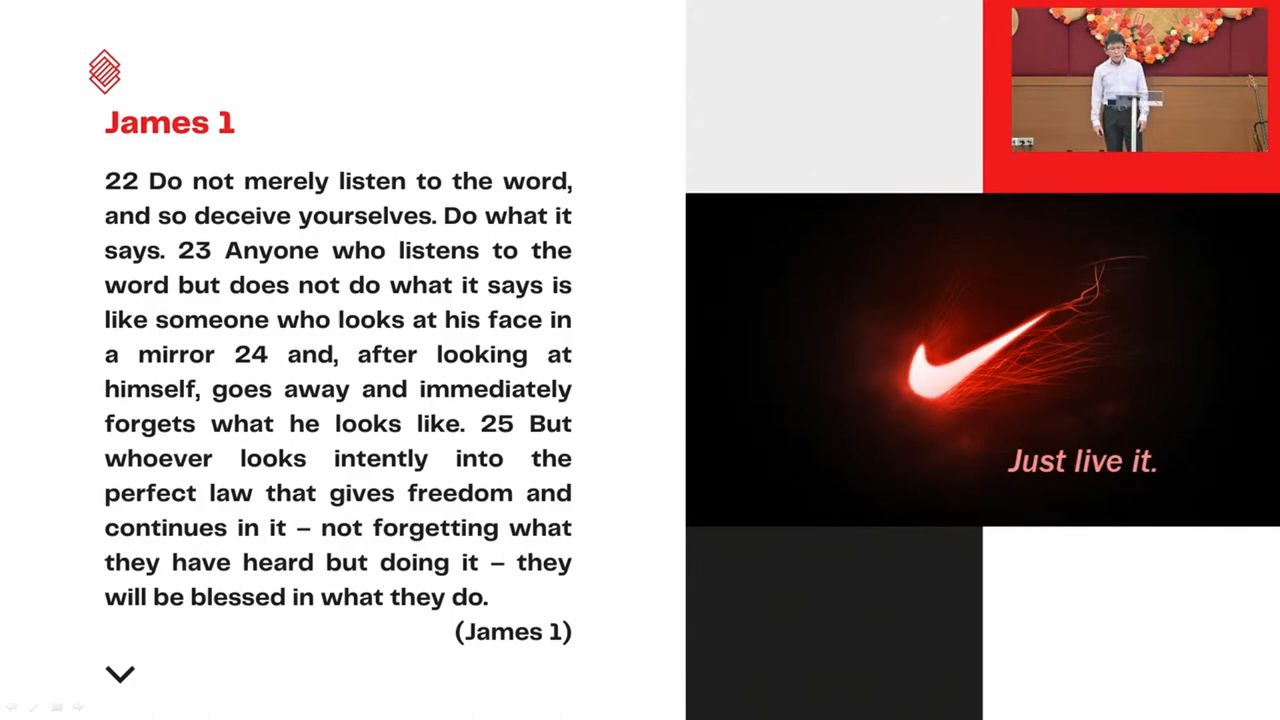 James 1
22 Do not merely listen to the word,
and so deceive yourselves. Do what it
says. 23 Anyone who listens to the
word but does not do what it says is
like someone who looks at his face in
a mirror 24 and, after looking at
himself, goes away and immediately
forgets what he looks like. 25 But
whoever looks intently into the
perfect law that gives freedom and
continues in it – not forgetting what
they have heard but doing it – they
will be blessed in what they do.
(James 1)
Just live it.